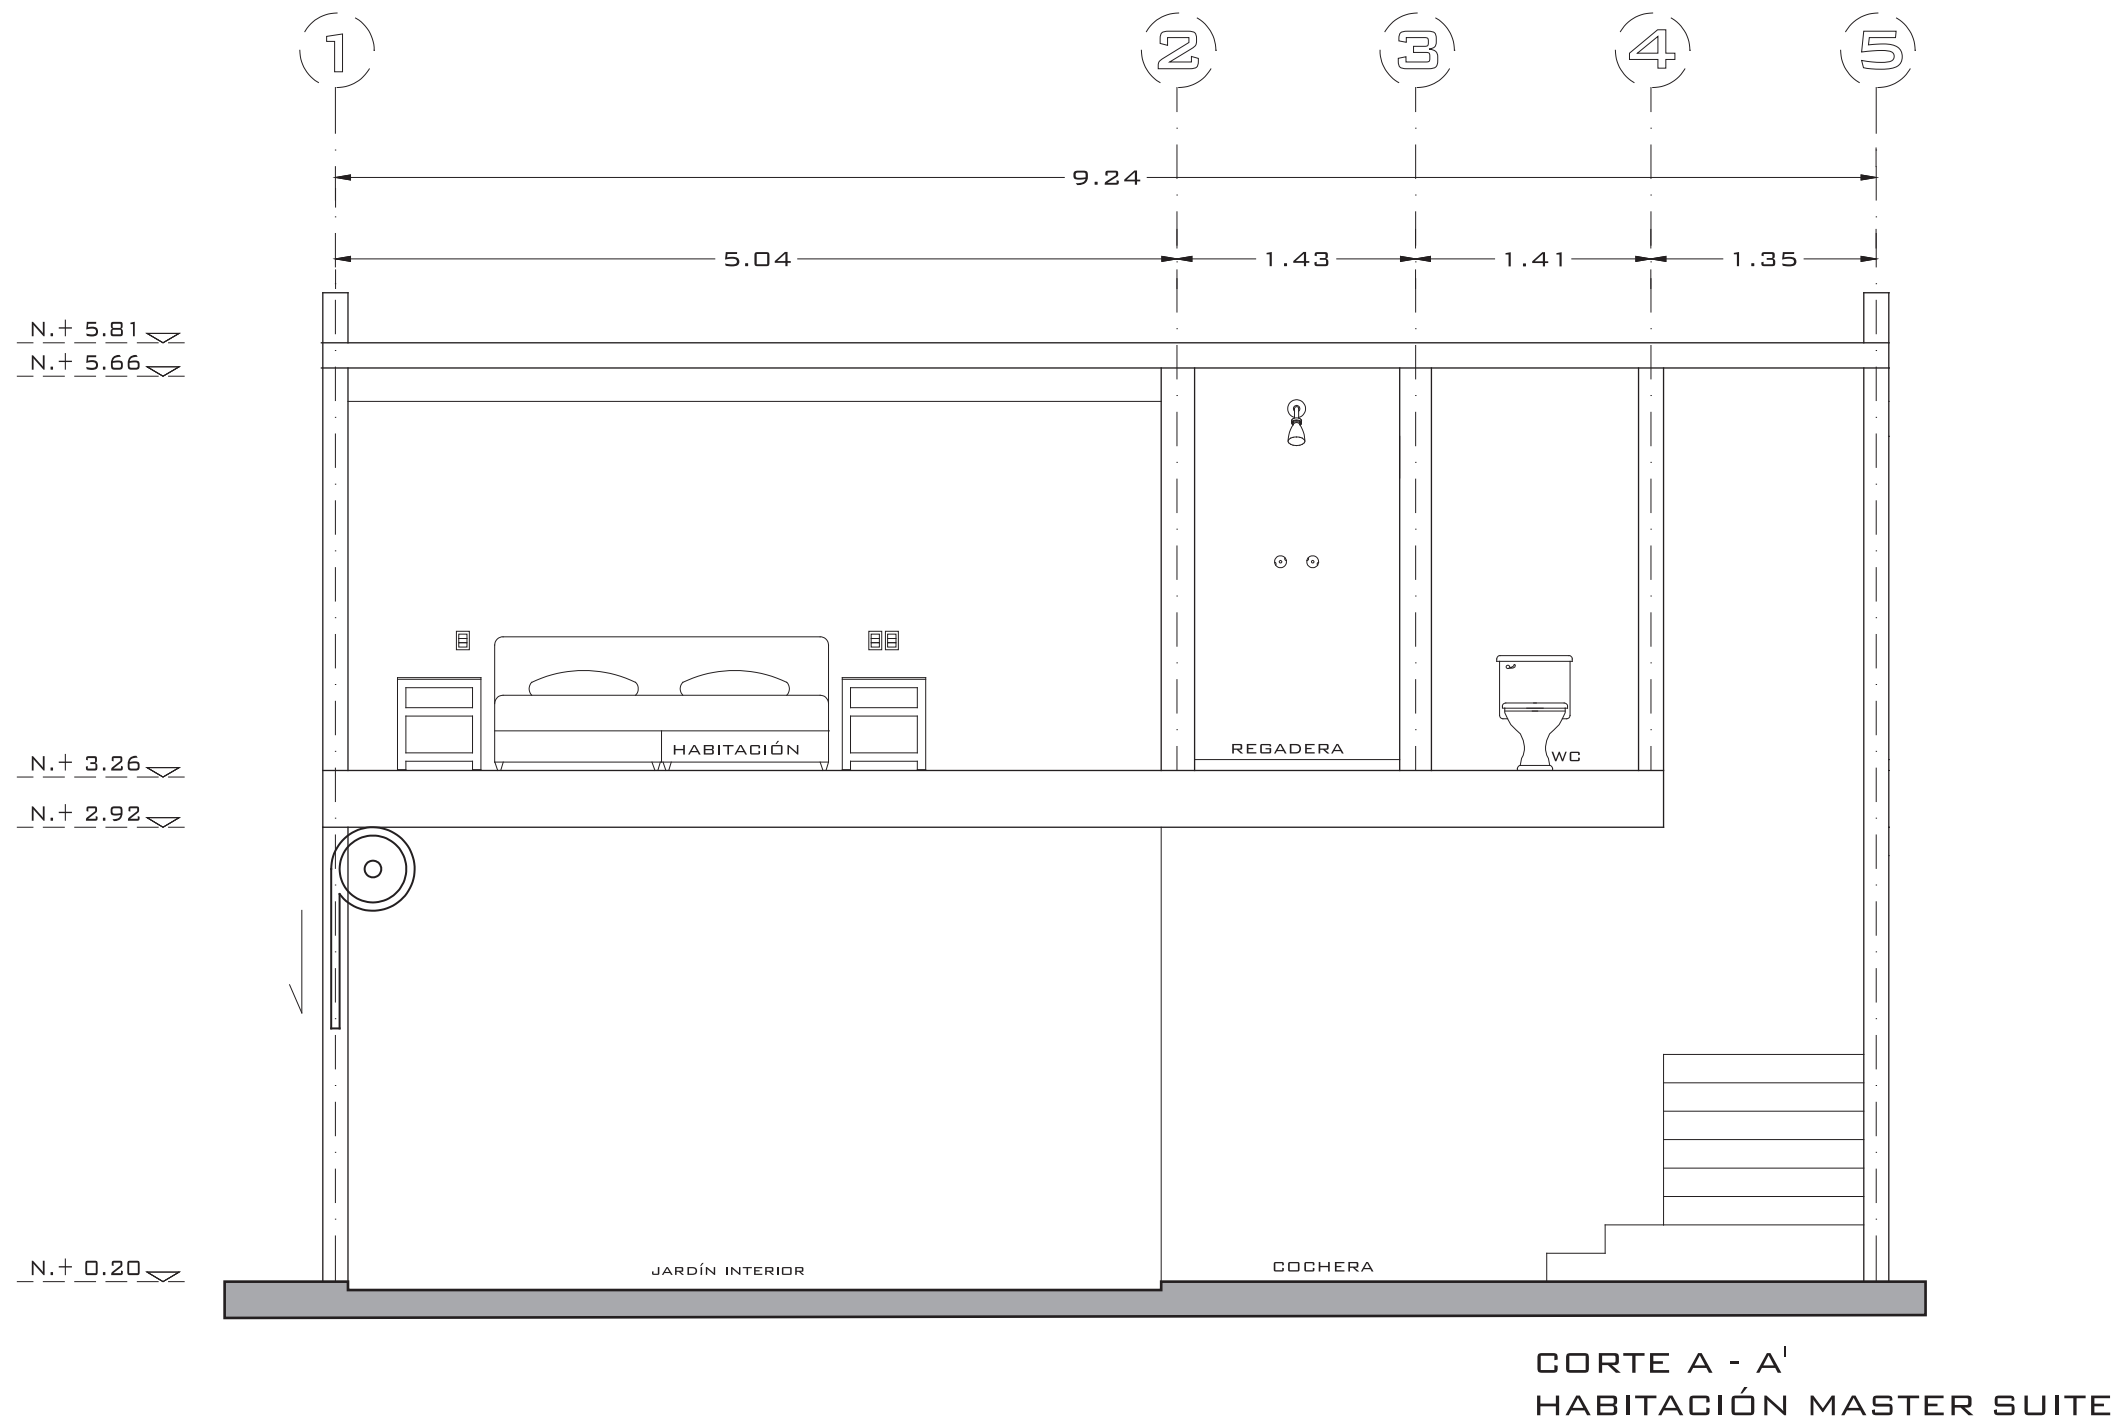 1 2 3 4 5
9.24
5.04 1.43 1.41 1.35
N.+ 5.81
N.+ 5.66
HABITACIÓN
REGADERA
WC
N.+ 3.26
N.+ 2.92
JARDÍN INTERIOR
COCHERA
N.+ 0.20
CORTE A - A'
HABITACIÓN MASTER SUITE